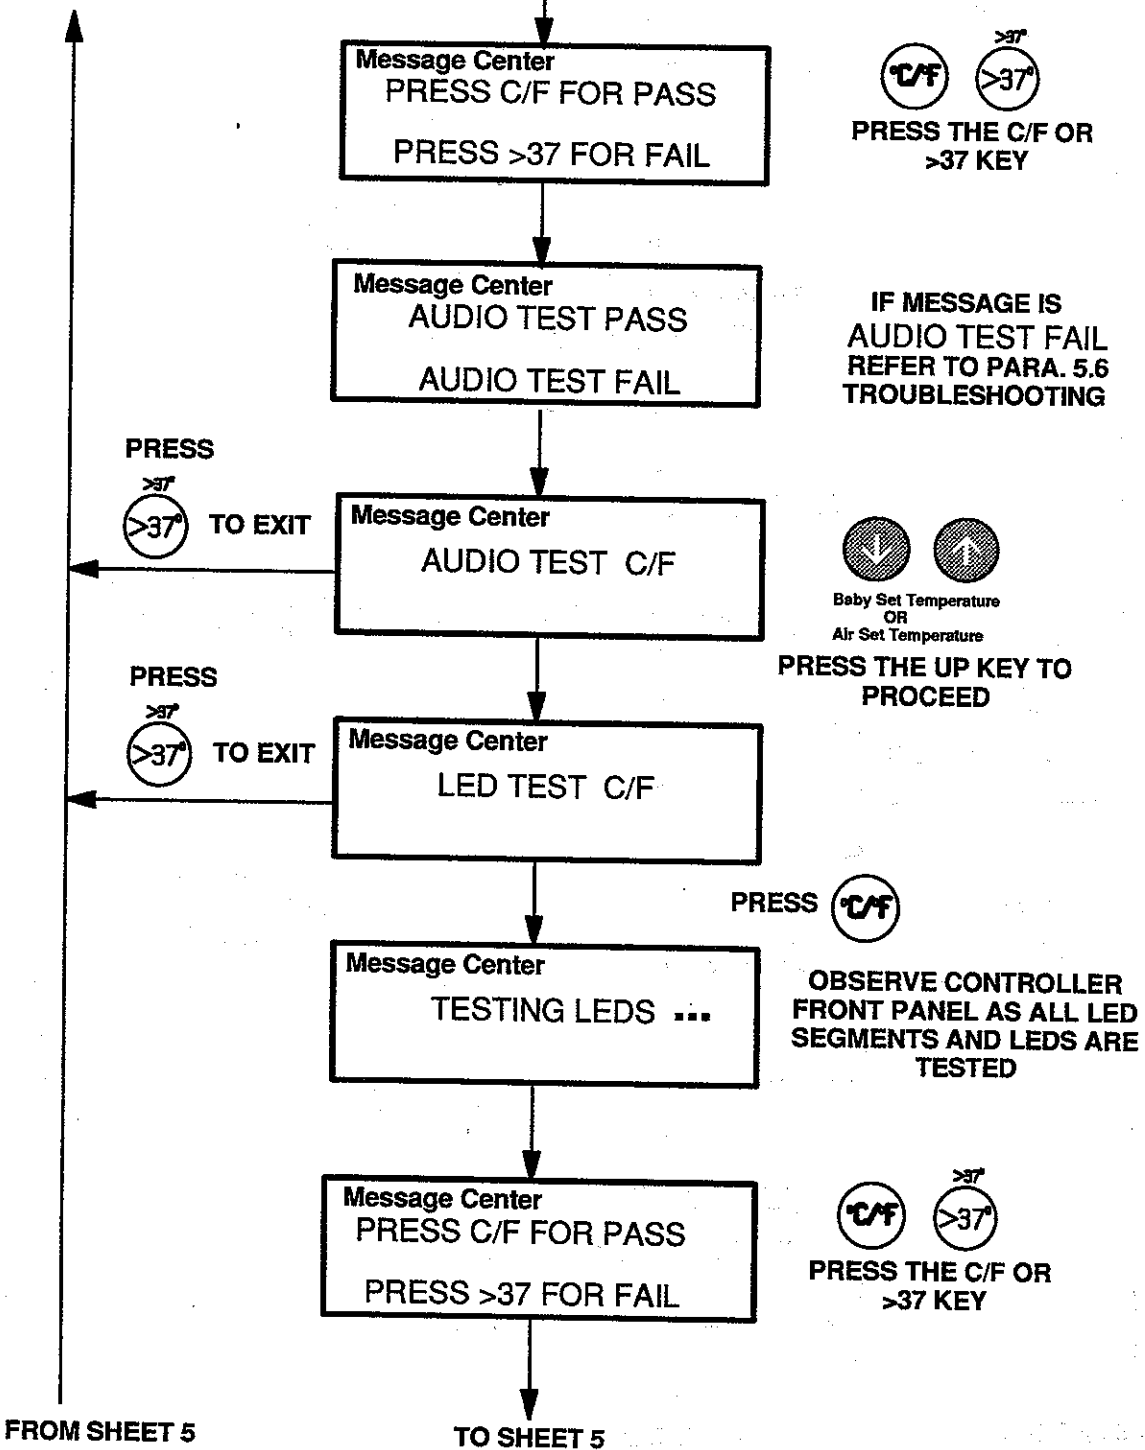 Message Center
PRESS C/F FOR PASS
PRESS >37 FOR FAIL
°C/°F
>37°
>37°
PRESS THE C/F OR
>37 KEY
Message Center
AUDIO TEST PASS
AUDIO TEST FAIL
IF MESSAGE IS
AUDIO TEST FAIL
REFER TO PARA. 5.6
TROUBLESHOOTING
PRESS
>37°
>37°
TO EXIT
Message Center
AUDIO TEST C/F
Baby Set Temperature
OR
Air Set Temperature
PRESS THE UP KEY TO
PROCEED
PRESS
>37°
>37°
TO EXIT
Message Center
LED TEST C/F
PRESS °C/°F
Message Center
TESTING LEDS ...
OBSERVE CONTROLLER
FRONT PANEL AS ALL LED
SEGMENTS AND LEDS ARE
TESTED
Message Center
PRESS C/F FOR PASS
PRESS >37 FOR FAIL
°C/°F
>37°
>37°
PRESS THE C/F OR
>37 KEY
FROM SHEET 5
TO SHEET 5